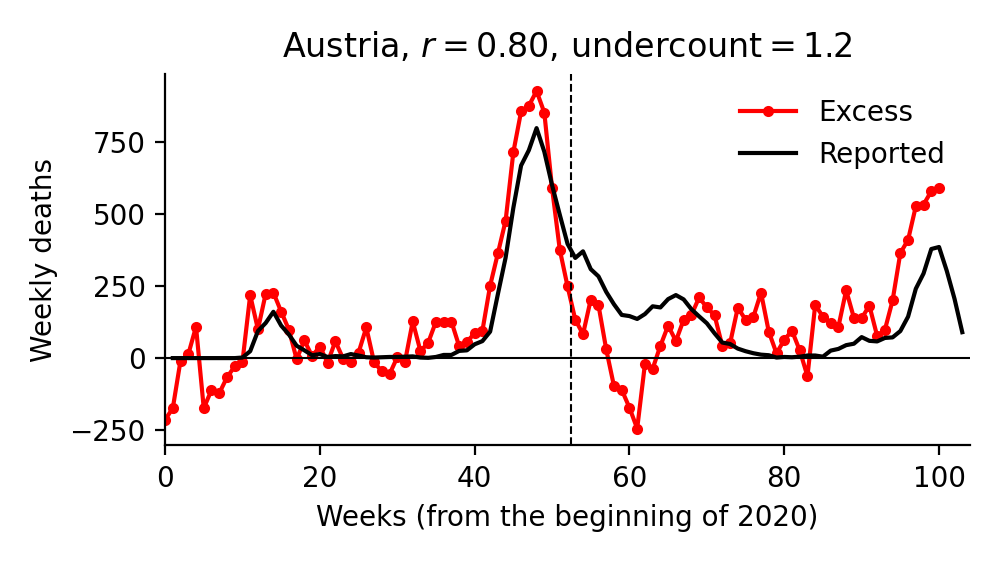 Austria, r = 0.80, undercount = 1.2
Excess
Reported
Weekly deaths
750
500
250
0
−250
0 20 40 60 80 100
Weeks (from the beginning of 2020)